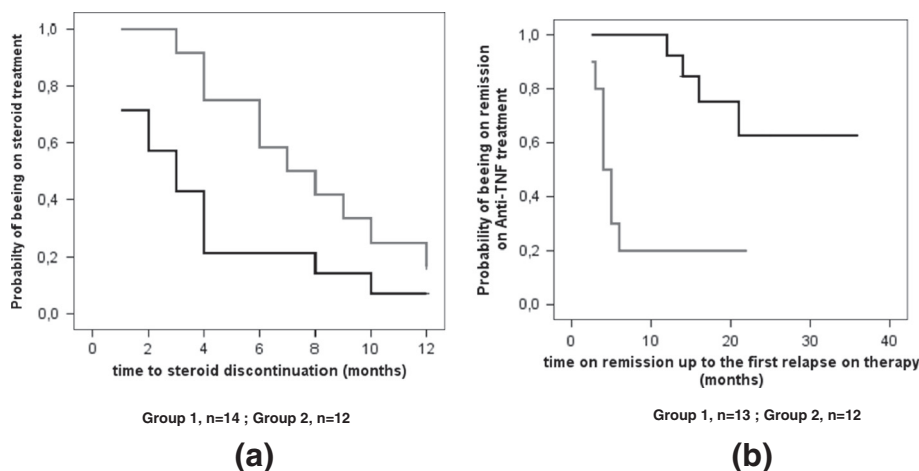 Probabilty of beeing on steroid treatment
1,0
0,8
0,6
0,4
0,2
0,0
0 2 4 6 8 10 12
time to steroid discontinuation (months)
Group 1, n=14 ; Group 2, n=12
(a)
Probability of beeing on remission
on Anti-TNF treatment
1,0
0,8
0,6
0,4
0,2
0,0
0 10 20 30 40
time on remission up to the first relapse on therapy
(months)
Group 1, n=13 ; Group 2, n=12
(b)